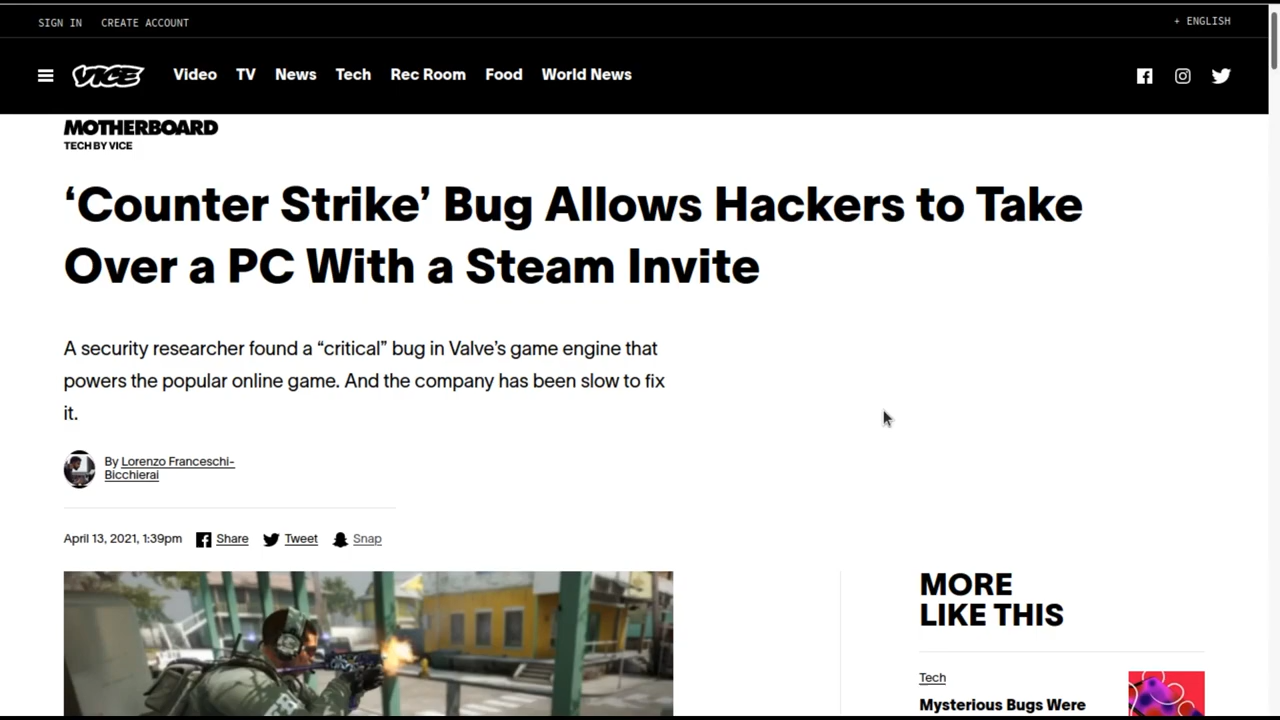 SIGN IN CREATE ACCOUNT + ENGLISH
VICE Video TV News Tech Rec Room Food World News
MOTHERBOARD
TECH BY VICE
‘Counter Strike’ Bug Allows Hackers to Take
Over a PC With a Steam Invite
A security researcher found a “critical” bug in Valve’s game engine that
powers the popular online game. And the company has been slow to fix
it.
By Lorenzo Franceschi-
Bicchierai
April 13, 2021, 1:39pm Share Tweet Snap
MORE
LIKE THIS
Tech
Mysterious Bugs Were